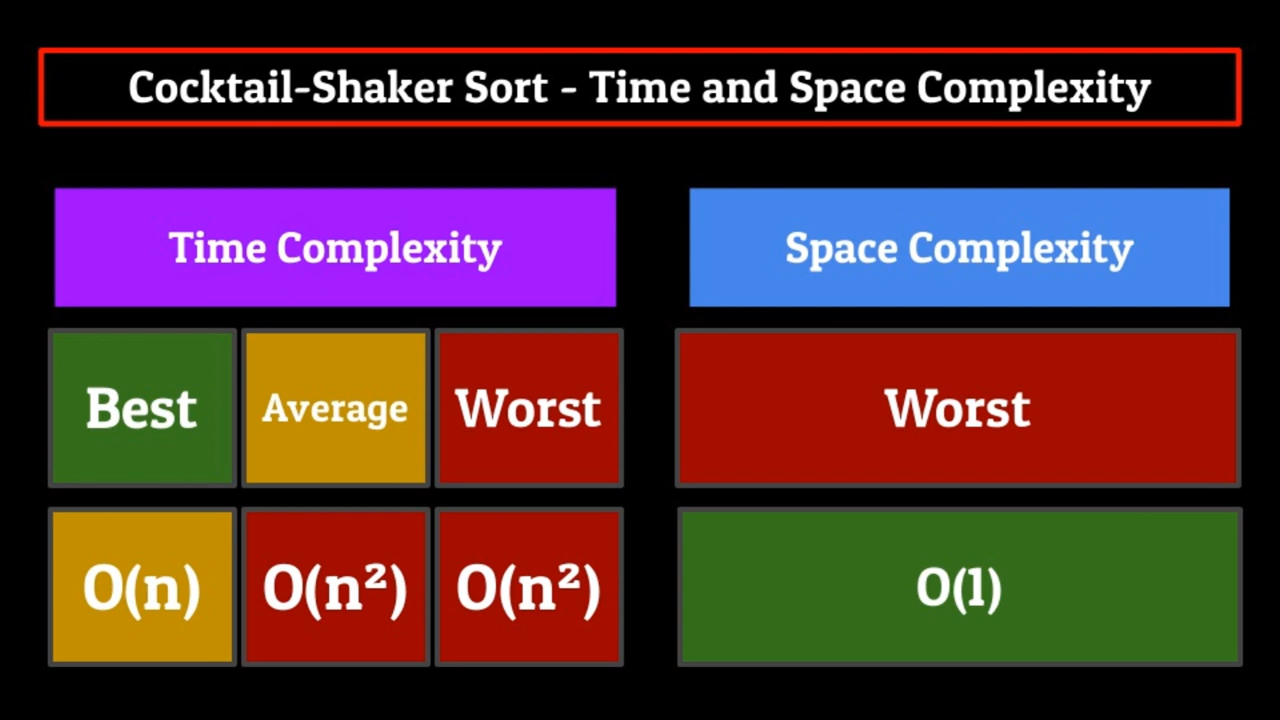 Cocktail-Shaker Sort - Time and Space Complexity
Time Complexity
Space Complexity
Best
Average
Worst
Worst
O(n)
O(n²)
O(n²)
O(1)